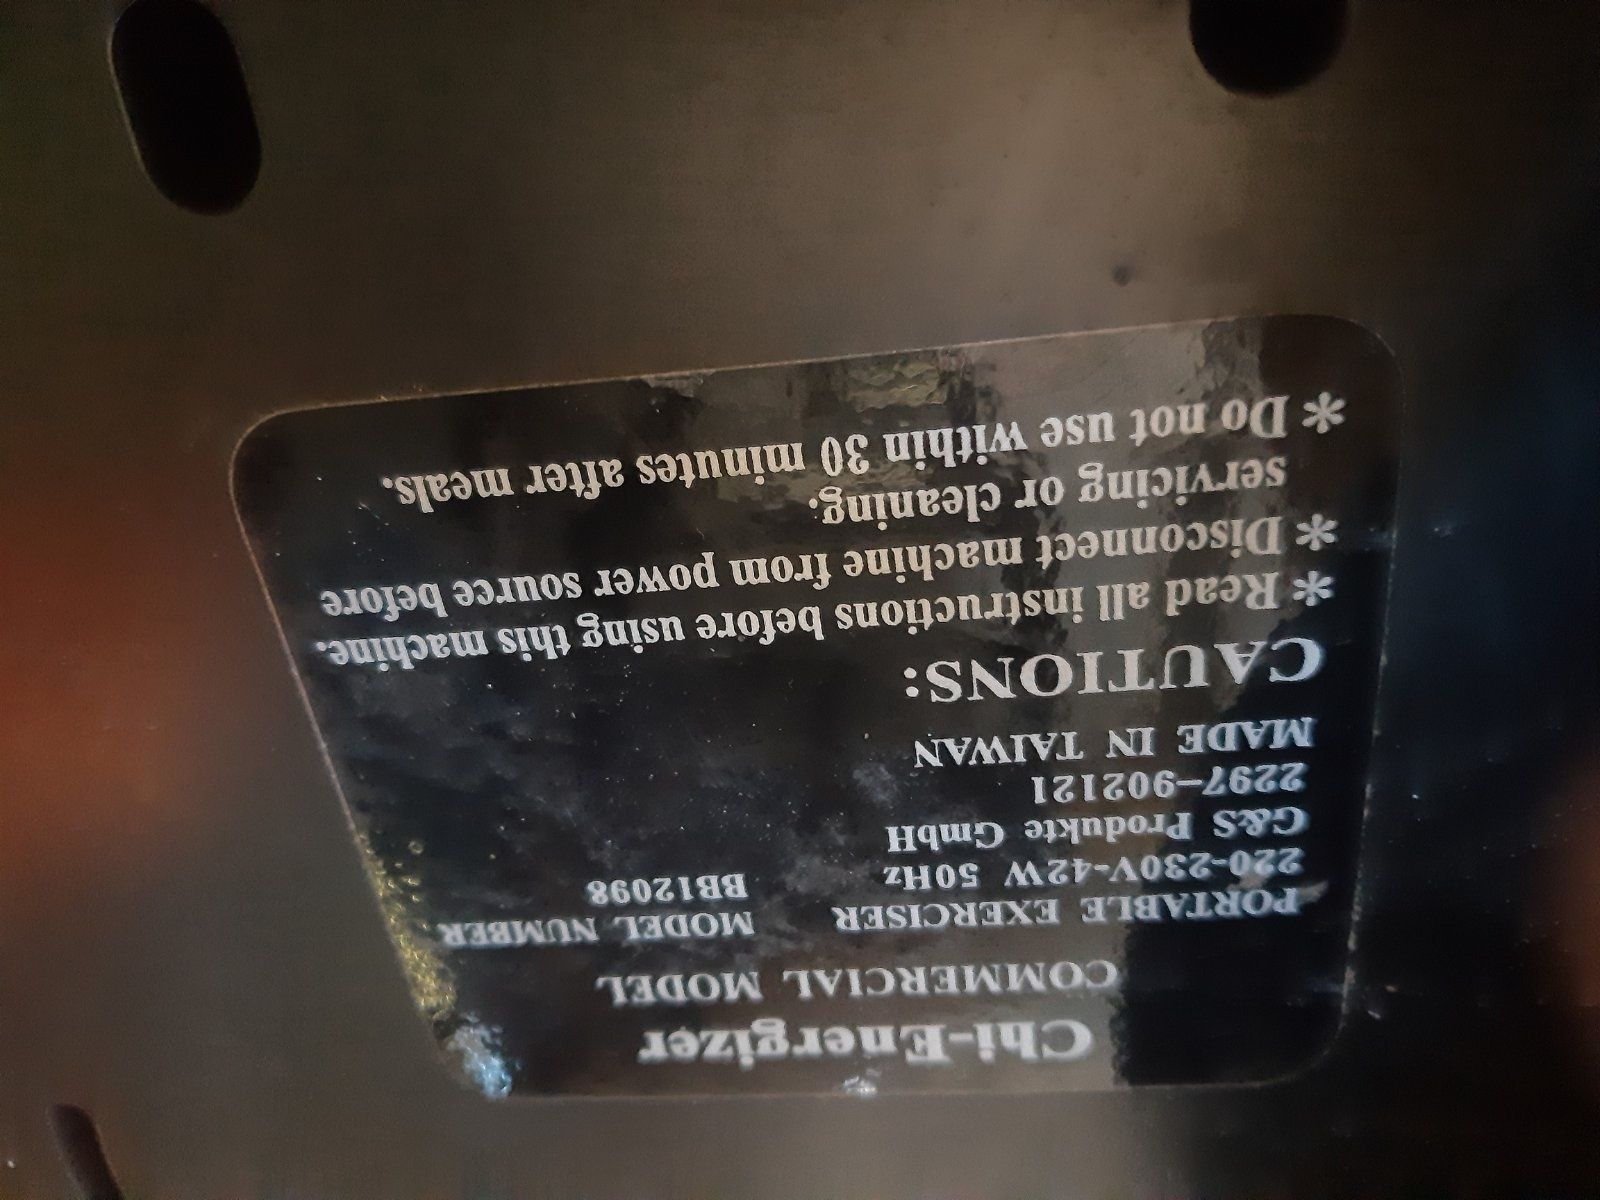 Chi-Energizer
COMMERCIAL MODEL
PORTABLE EXERCISER MODEL NUMBER
220-230V-42W 50Hz BB12098
G&S Produkte GmbH
2297-902121
MADE IN TAIWAN
CAUTIONS:
* Read all instructions before using this machine.
* Disconnect machine from power source before
servicing or cleaning.
* Do not use within 30 minutes after meals.